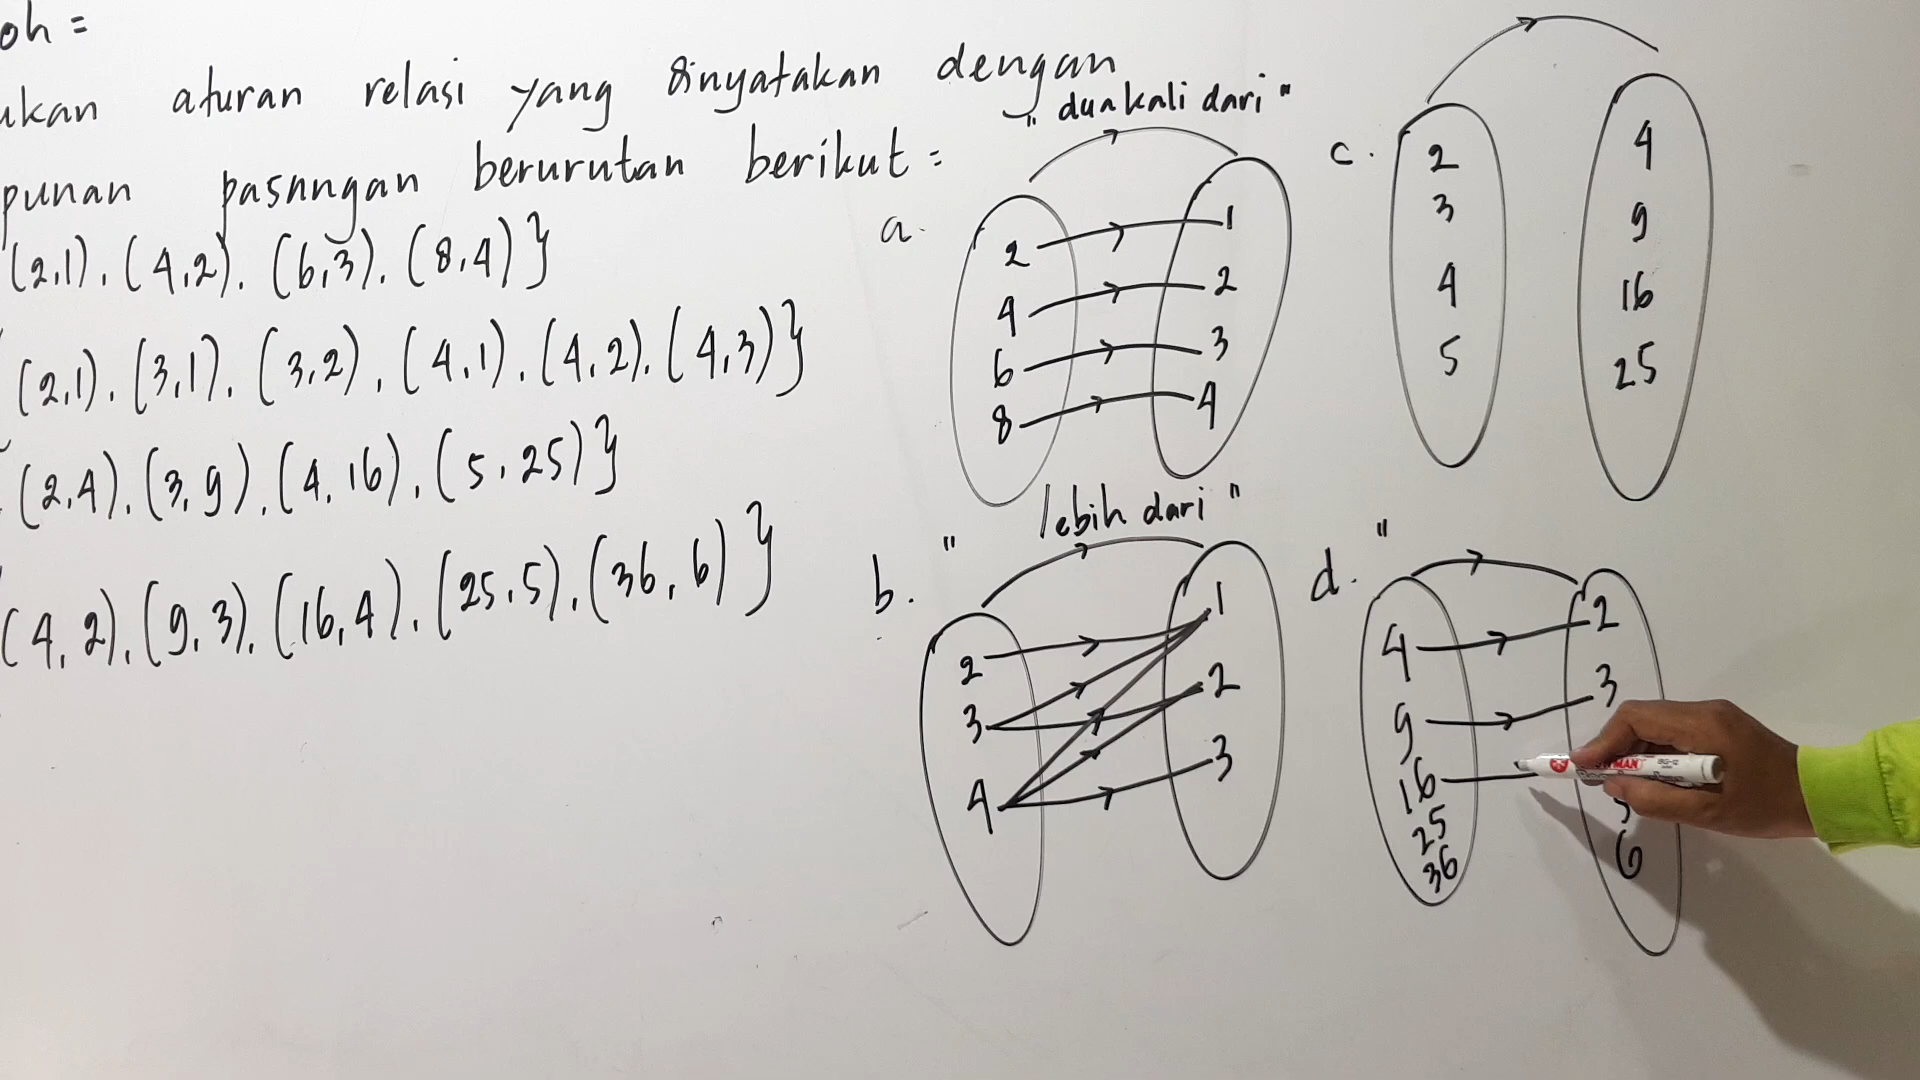 oh =
ukan aturan relasi yang dinyatakan dengan
punan pasangan berurutan berikut =
(2,1), (4,2), (6,3), (8,4)}
(2,1), (3,1), (3,2), (4,1), (4,2), (4,3)}
(2,4), (3,9), (4,16), (5,25)}
(4,2), (9,3), (16,4), (25,5), (36,6)}
a.
"dua kali dari"
2 1
4 2
6 3
8 4
b.
"lebih dari"
2 1
3 2
4 3
c.
2 4
3 9
4 16
5 25
d.
"
4 2
9 3
16
25
36 6